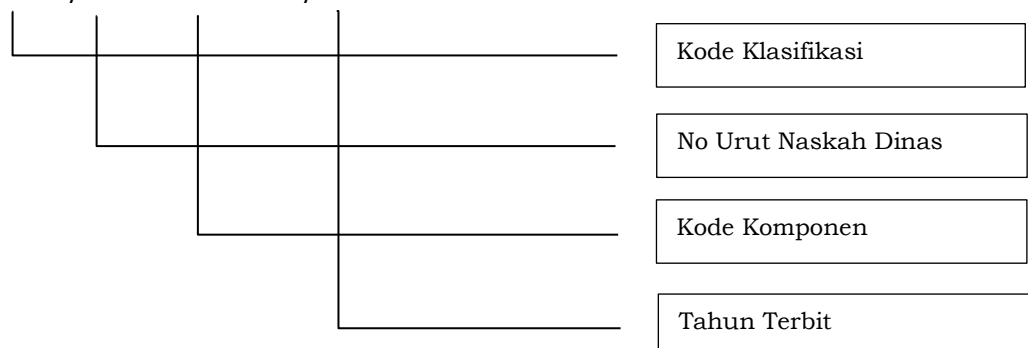 Kode Klasifikasi
No Urut Naskah Dinas
Kode Komponen
Tahun Terbit